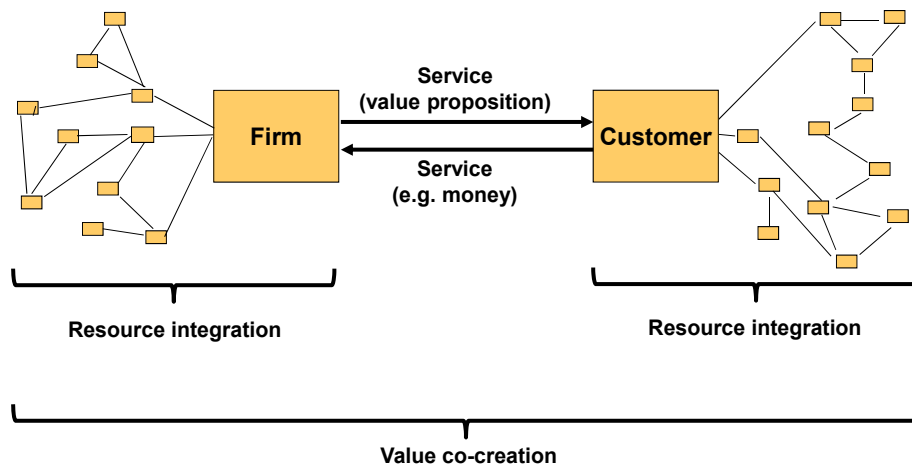 Service
(value proposition)
Firm
Customer
Service
(e.g. money)
Resource integration
Resource integration
Value co-creation